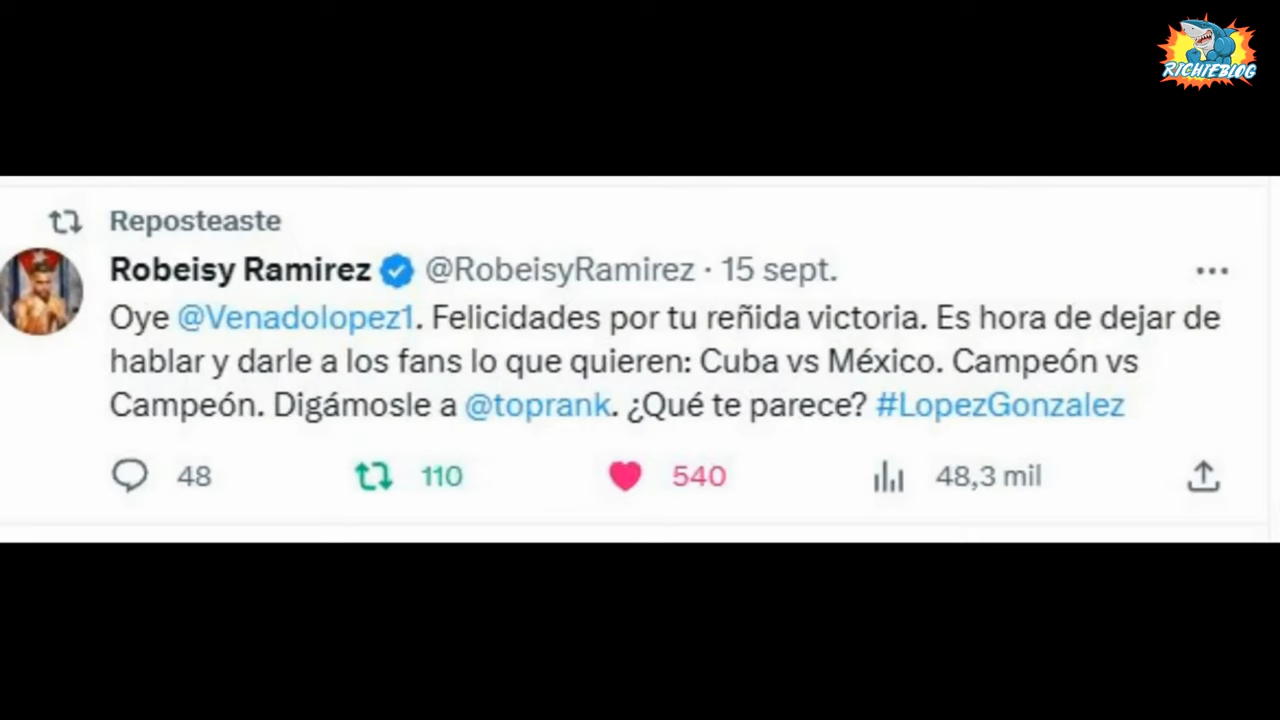 RICHIEBLOG
Reposteaste
Robeisy Ramirez @RobeisyRamirez · 15 sept.
Oye @Venadolopez1. Felicidades por tu reñida victoria. Es hora de dejar de
hablar y darle a los fans lo que quieren: Cuba vs México. Campeón vs
Campeón. Digámosle a @toprank. ¿Qué te parece? #LopezGonzalez
48 110 540 48,3 mil